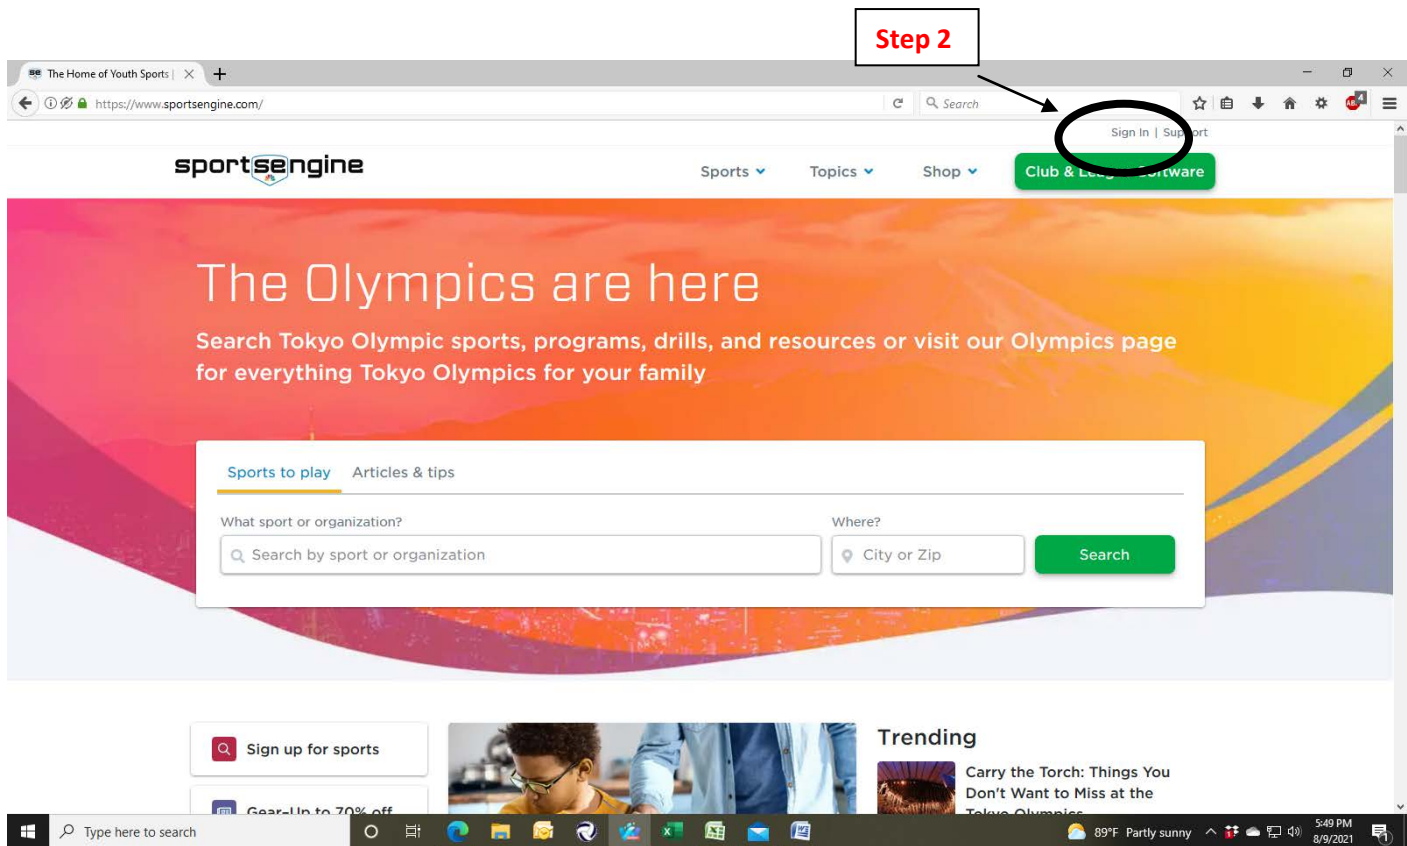 Step 2
The Home of Youth Sports |
https://www.sportsengine.com/
Search
4
Sign In | Support
sportsengine
Sports
Topics
Shop
Club & League Software
The Olympics are here
Search Tokyo Olympic sports, programs, drills, and resources or visit our Olympics page
for everything Tokyo Olympics for your family
Sports to play
Articles & tips
What sport or organization?
Where?
Search by sport or organization
City or Zip
Search
Sign up for sports
Gear-Up to 70% off
Trending
Carry the Torch: Things You
Don't Want to Miss at the
Tokyo Olympics
Type here to search
89°F Partly sunny
5:49 PM
8/9/2021
1